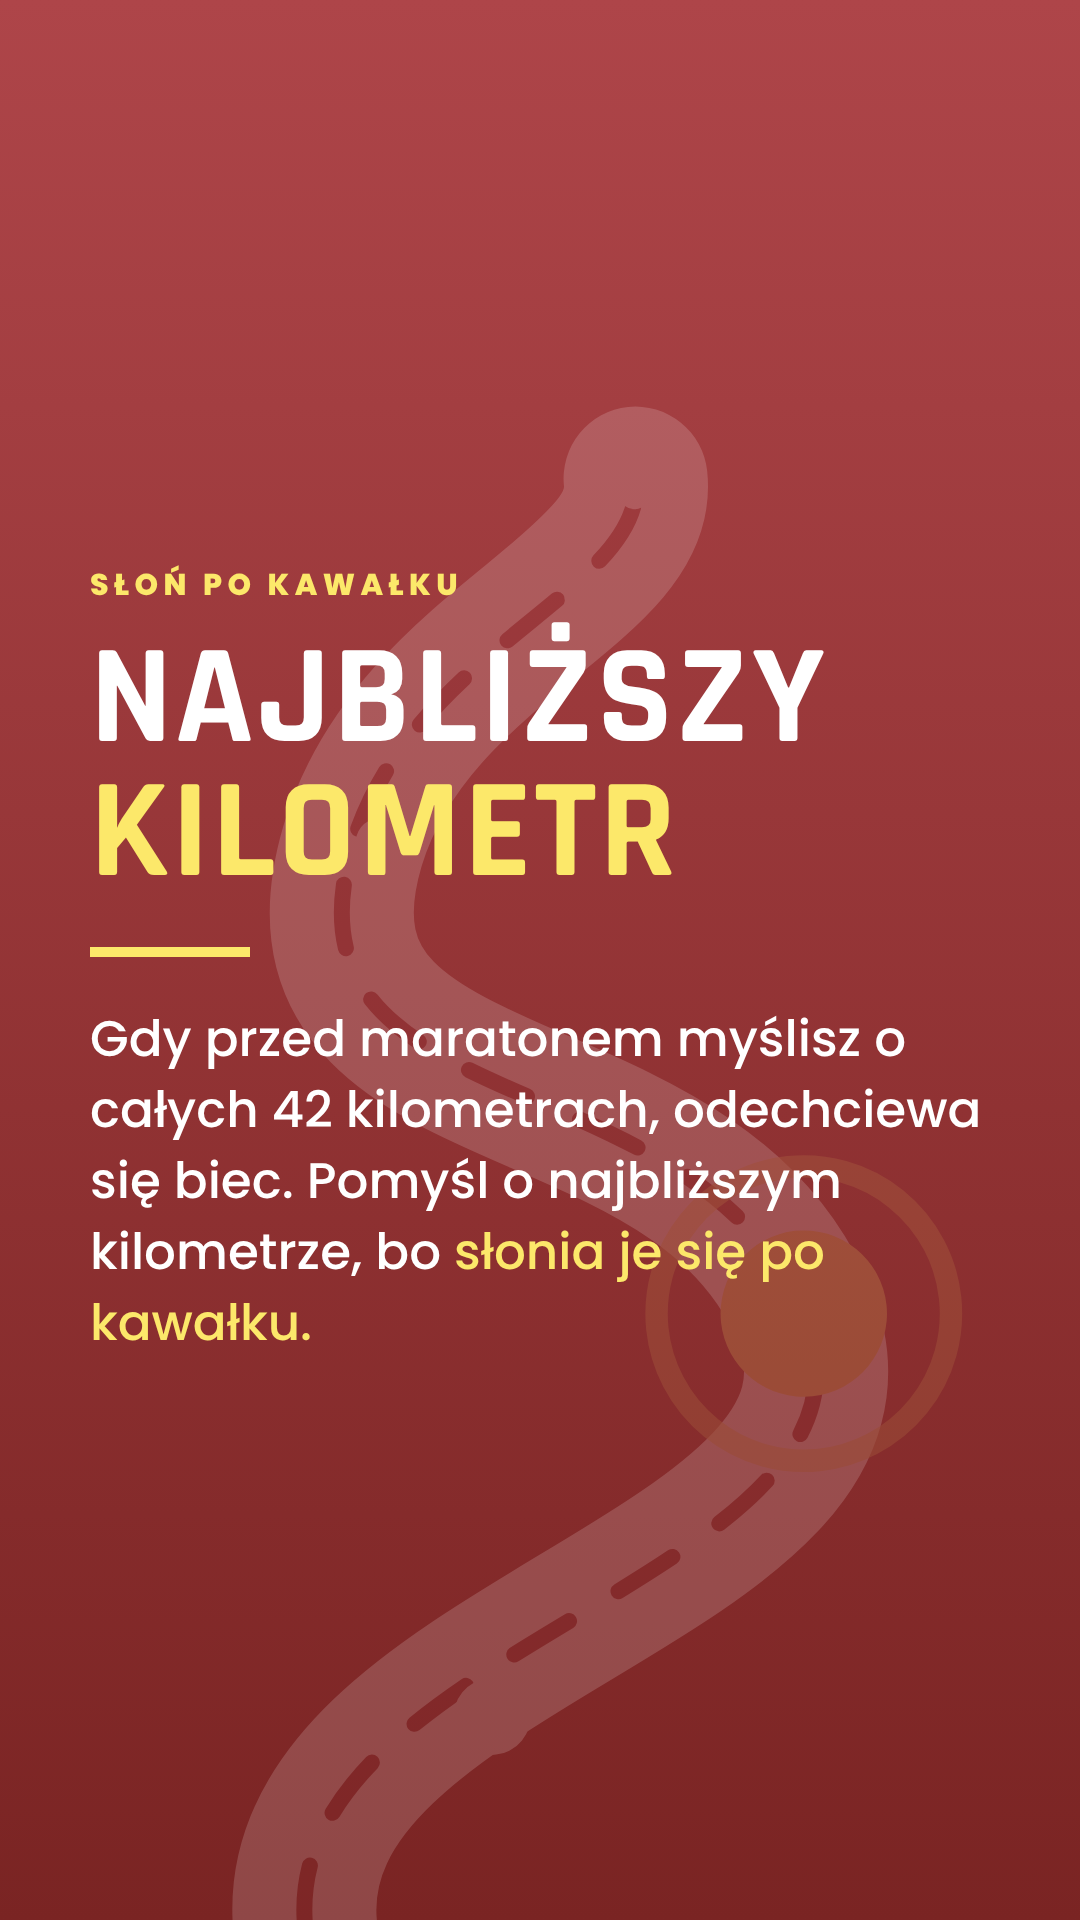 SŁOŃ PO KAWAŁKU
NAJBLIŻSZY
KILOMETR
Gdy przed maratonem myślisz o
całych 42 kilometrach, odechciewa
się biec. Pomyśl o najbliższym
kilometrze, bo słonia je się po
kawałku.